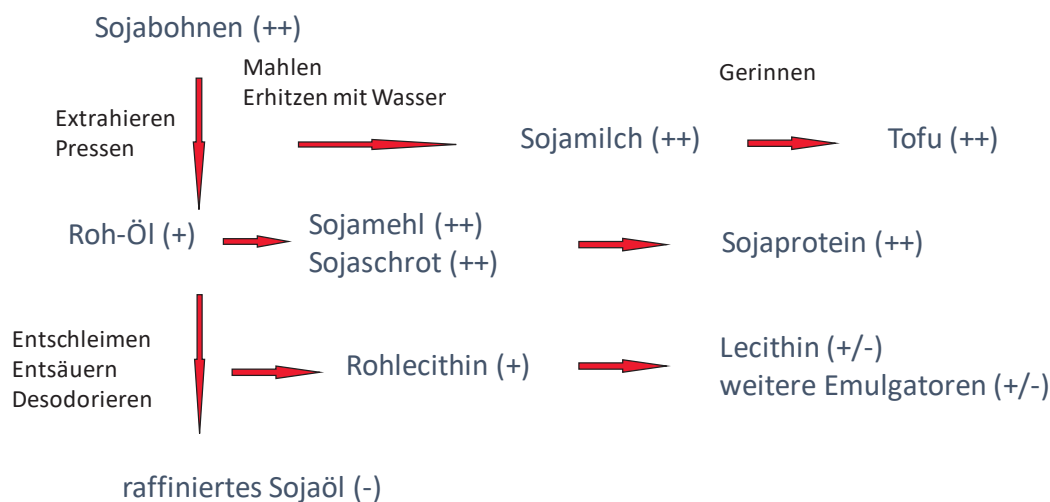 Sojabohnen (++)
Mahlen
Erhitzen mit Wasser
Gerinnen
Extrahieren
Pressen
Sojamilch (++)
Tofu (++)
Roh-Öl (+)
Sojamehl (++)
Sojaschrot (++)
Sojaprotein (++)
Entschleimen
Entsäuern
Desodorieren
Rohlecithin (+)
Lecithin (+/-)
weitere Emulgatoren (+/-)
raffiniertes Sojaöl (-)